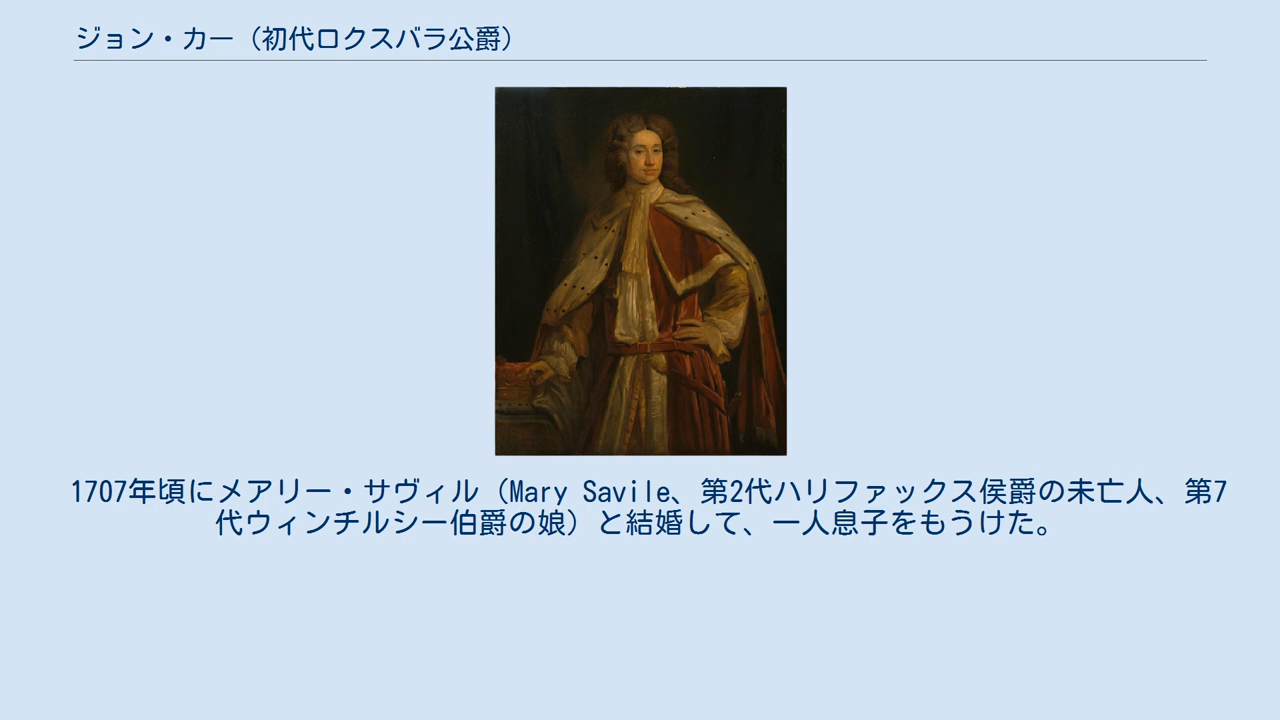 ジョン・カー（初代ロクスバラ公爵）
1707年頃にメアリー・サヴィル（Mary Savile、第2代ハリファックス侯爵の未亡人、第7
代ウィンチルシー伯爵の娘）と結婚して、一人息子をもうけた。